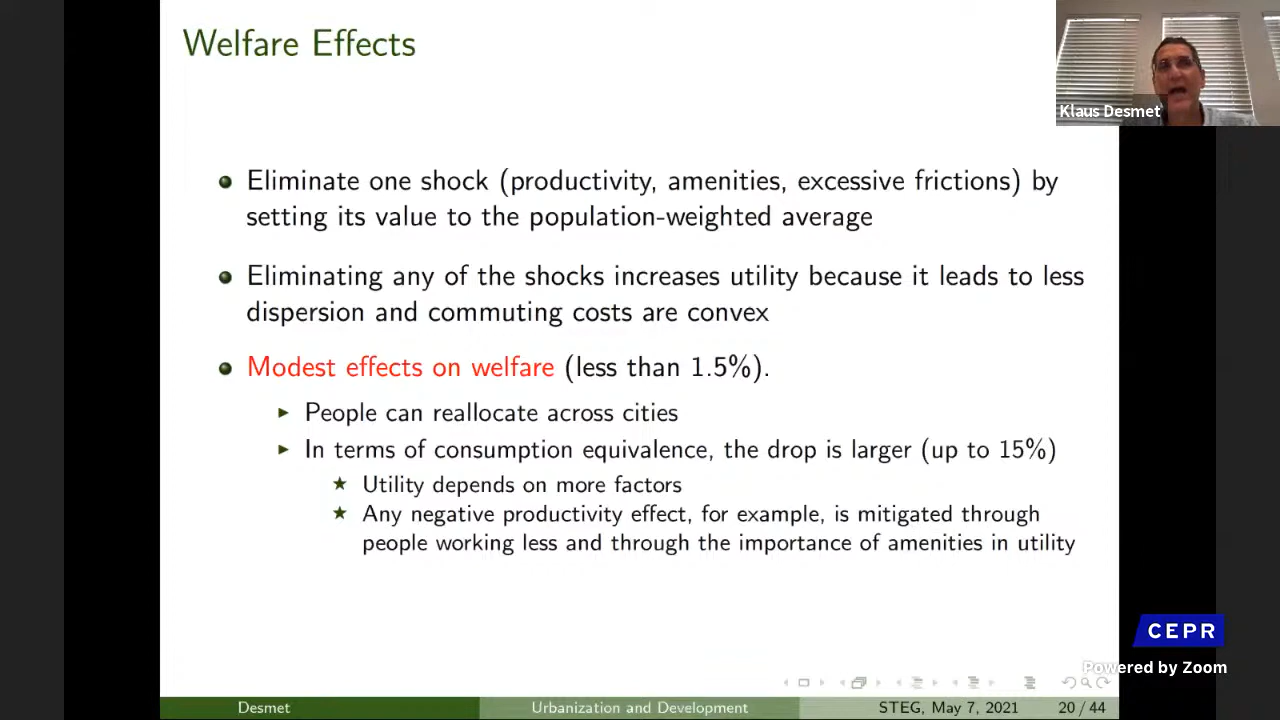 Welfare Effects
Klaus Desmet
Eliminate one shock (productivity, amenities, excessive frictions) by
setting its value to the population-weighted average
Eliminating any of the shocks increases utility because it leads to less
dispersion and commuting costs are convex
Modest effects on welfare (less than 1.5%).
People can reallocate across cities
In terms of consumption equivalence, the drop is larger (up to 15%)
Utility depends on more factors
Any negative productivity effect, for example, is mitigated through
people working less and through the importance of amenities in utility
CEPR
Powered by Zoom
Desmet Urbanization and Development STEG, May 7, 2021 20 / 44